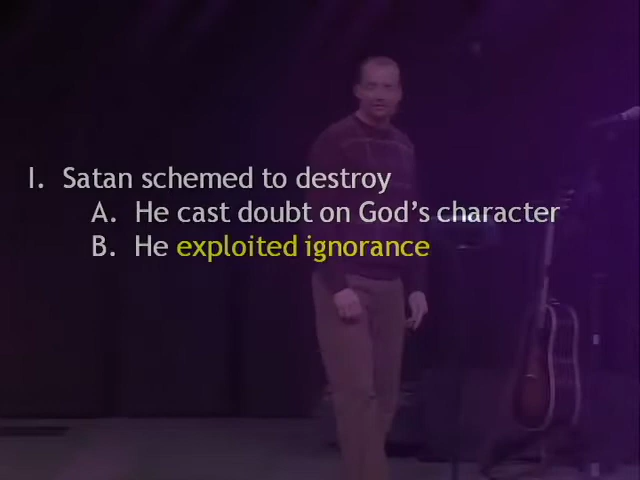 I. Satan schemed to destroy
A. He cast doubt on God's character
B. He exploited ignorance